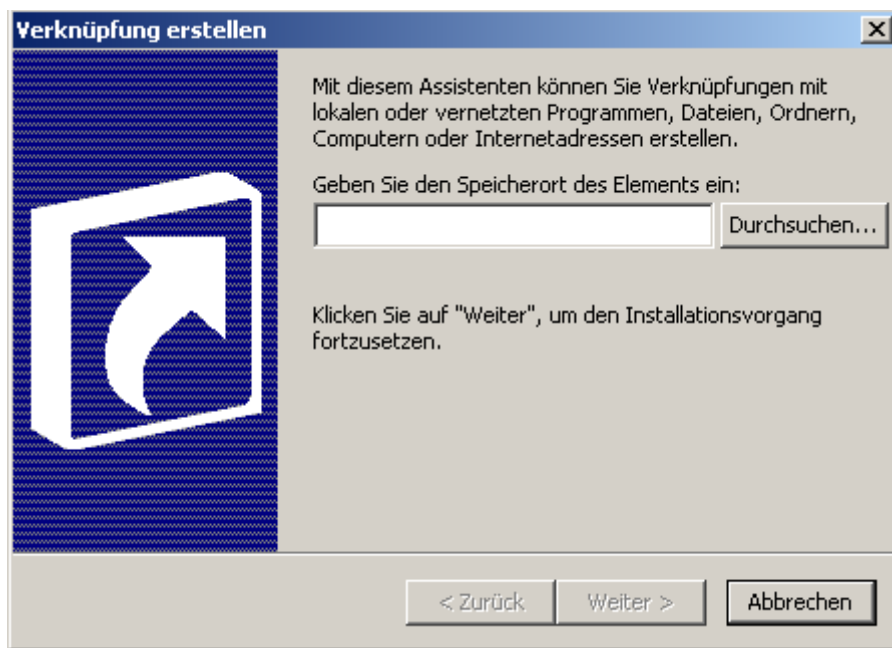 Verknüpfung erstellen
Mit diesem Assistenten können Sie Verknüpfungen mit
lokalen oder vernetzten Programmen, Dateien, Ordnern,
Computern oder Internetadressen erstellen.
Geben Sie den Speicherort des Elements ein:
Durchsuchen...
Klicken Sie auf "Weiter", um den Installationsvorgang
fortzusetzen.
< Zurück Weiter > Abbrechen